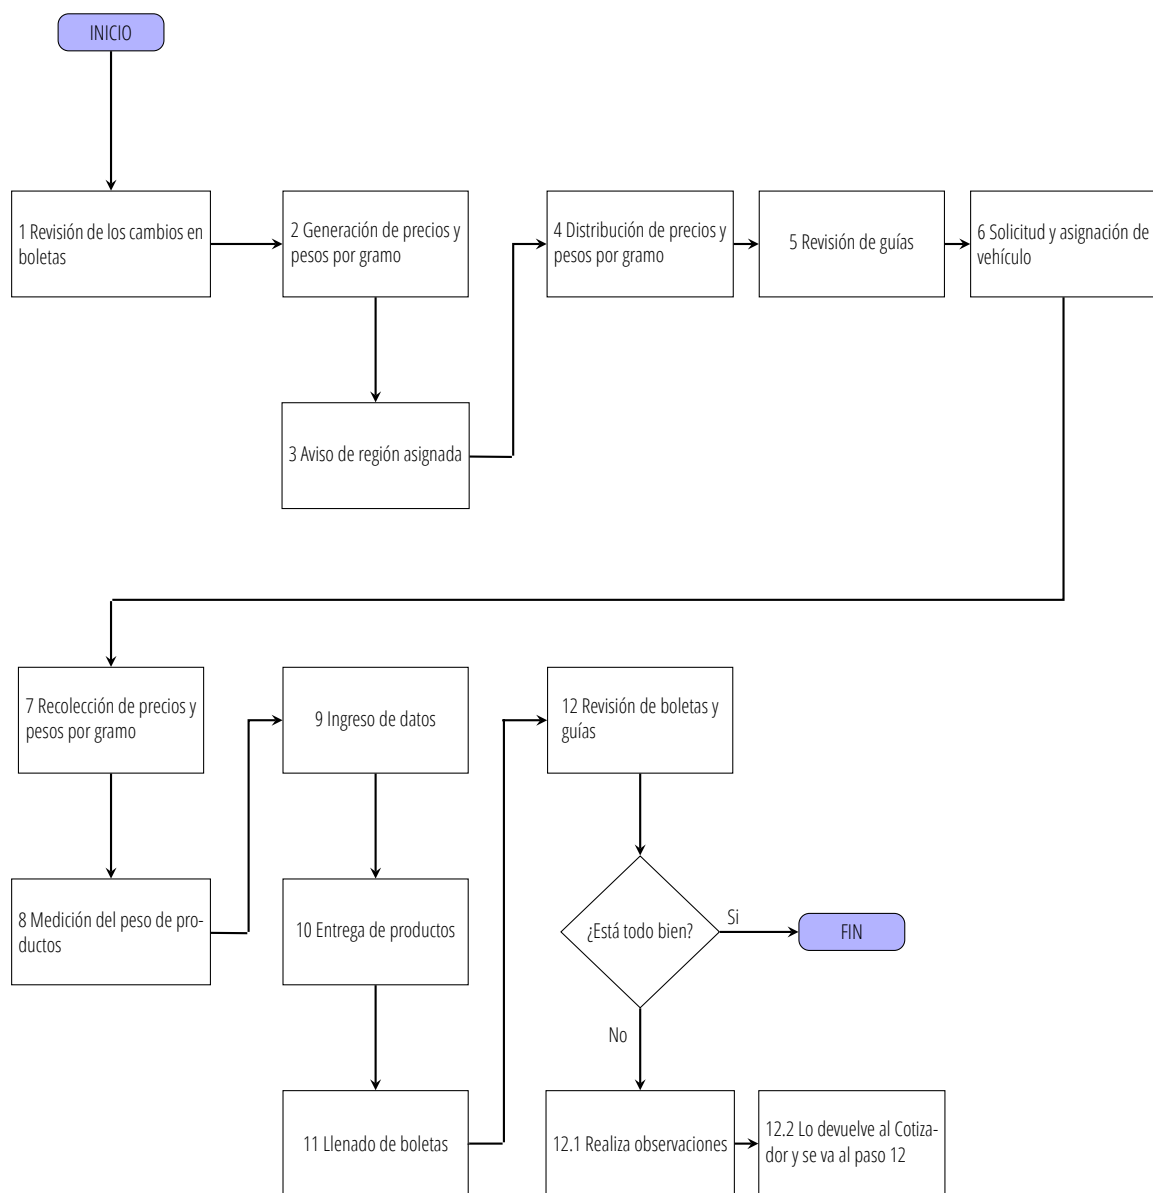 INICIO
1 Revisión de los cambios en
boletas
2 Generación de precios y
pesos por gramo
3 Aviso de región asignada
4 Distribución de precios y
pesos por gramo
5 Revisión de guías
6 Solicitud y asignación de
vehículo
7 Recolección de precios y
pesos por gramo
8 Medición del peso de pro-
ductos
9 Ingreso de datos
10 Entrega de productos
11 Llenado de boletas
12 Revisión de boletas y
guías
¿Está todo bien?
Si
FIN
No
12.1 Realiza observaciones
12.2 Lo devuelve al Cotiza-
dor y se va al paso 12